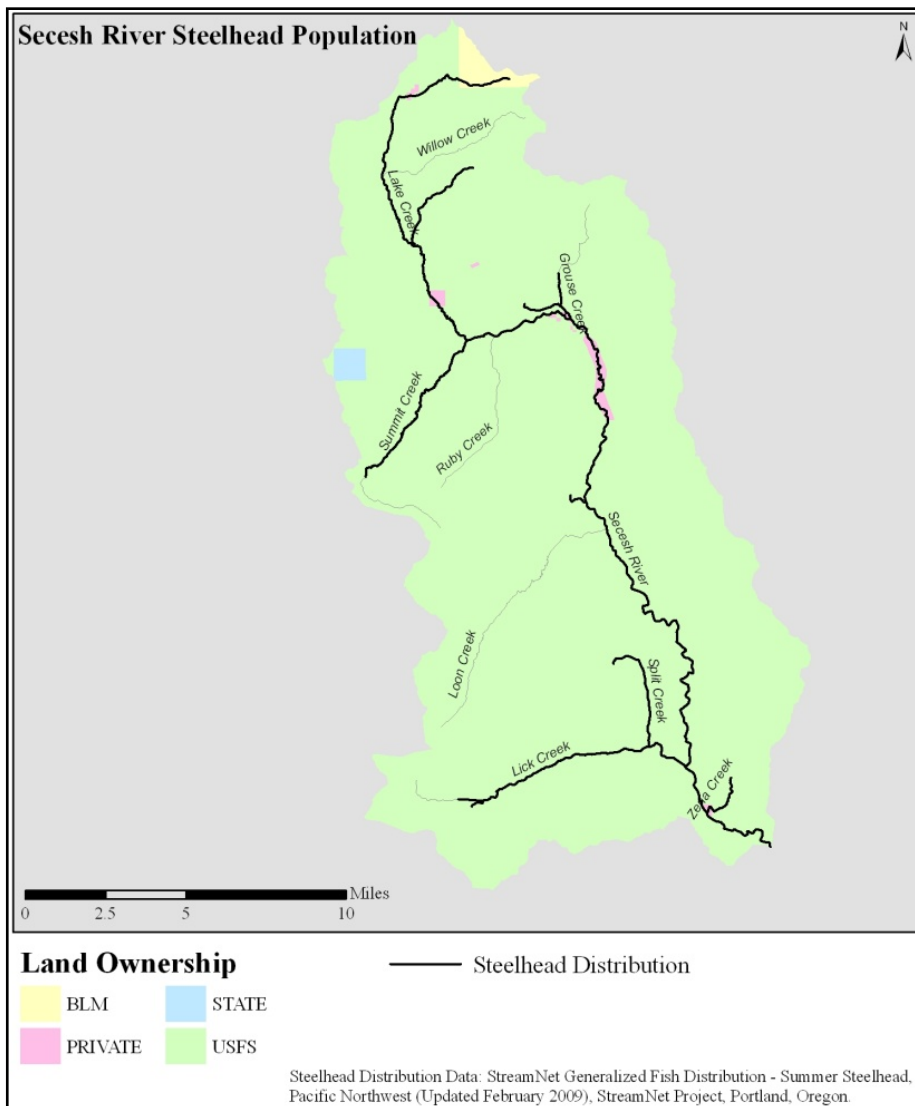 Secesh River Steelhead Population
N
Willow Creek
Lake Creek
Grouse Creek
Summit Creek
Ruby Creek
Secesh River
Loon Creek
Split Creek
Lick Creek
Zena Creek
Miles
0 2.5 5 10
Land Ownership
Steelhead Distribution
BLM STATE
PRIVATE USFS
Steelhead Distribution Data: StreamNet Generalized Fish Distribution - Summer Steelhead,
Pacific Northwest (Updated February 2009), StreamNet Project, Portland, Oregon.